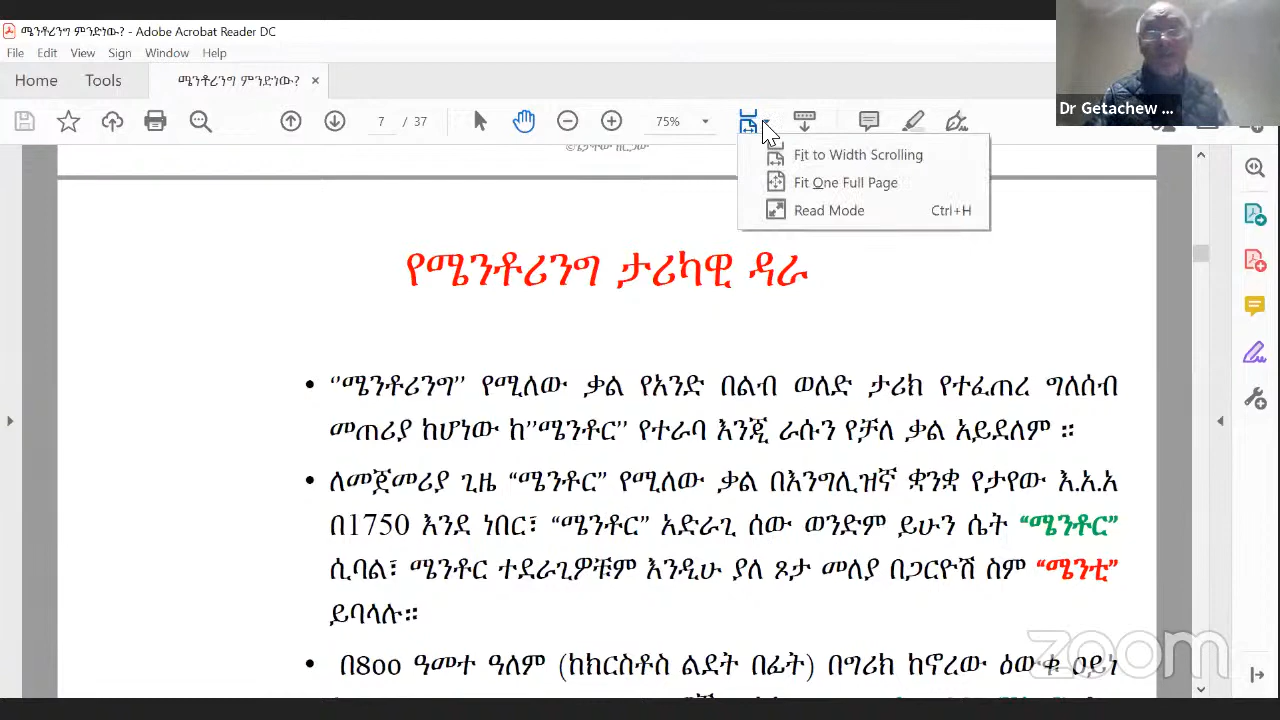 ሜንቶሪንግ ምንድነው? - Adobe Acrobat Reader DC
File Edit View Sign Window Help
Home Tools ሜንቶሪንግ ምንድነው? ×
7 / 37 75%
Dr Getachew ...
Fit to Width Scrolling
Fit One Full Page
Read Mode Ctrl+H
የሜንቶሪንግ ታሪካዊ ዳራ
• ‘’ሜንቶሪንግ’’ የሚለው ቃል የአንድ በልብ ወለድ ታሪክ የተፈጠረ ግለሰብ
መጠሪያ ከሆነው ከ’’ሜንቶር’’ የተራባ እንጂ ራሱን የቻለ ቃል አይደለም ።
• ለመጀመሪያ ጊዜ “ሜንቶር” የሚለው ቃል በእንግሊዝኛ ቋንቋ የታየው እ.አ.አ
በ1750 እንደ ነበር፣ “ሜንቶር” አድራጊ ሰው ወንድም ይሁን ሴት “ሜንቶር”
ሲባል፣ ሜንቶር ተደራጊዎቹም እንዲሁ ያለ ጾታ መለያ በጋርዮሽ ስም “ሜንቲ”
ይባላሉ።
• በ8oo ዓመተ ዓለም (ከክርስቶስ ልደት በፊት) በግሪክ ከኖረው ዕውቁ ዐይነ
zoom